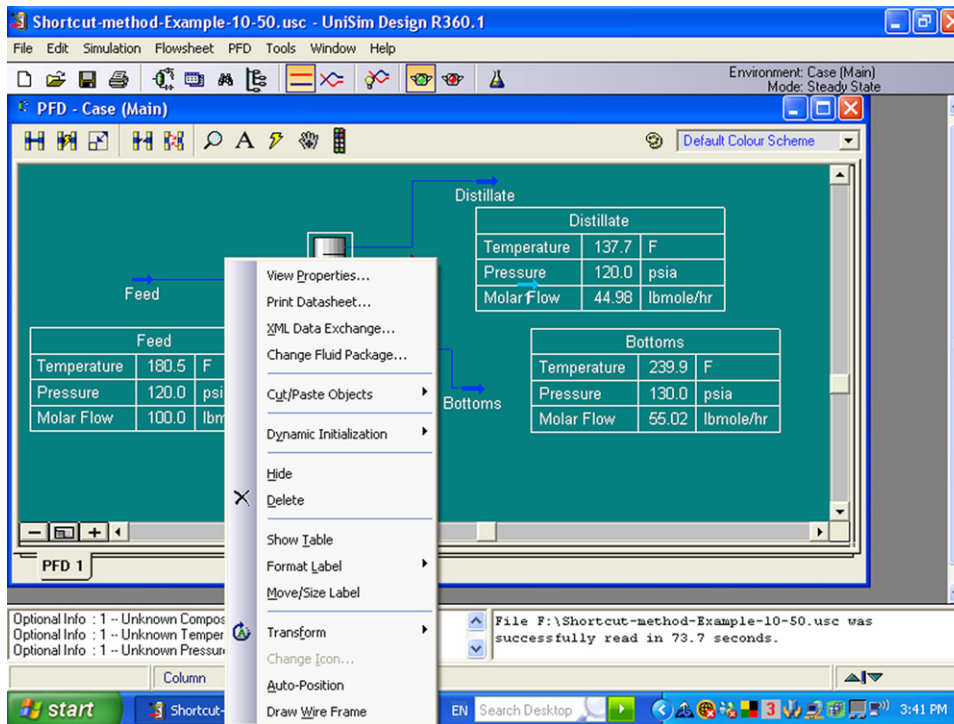 Shortcut-method-Example-10-50.usc - UniSim Design R360.1
File Edit Simulation Flowsheet PFD Tools Window Help
Environment: Case (Main)
Mode: Steady State
PFD - Case (Main)
A
Default Colour Scheme
Distillate
Distillate
Temperature 137.7 F
Pressure 120.0 psia
Molar Flow 44.98 lbmole/hr
Feed
Feed
Temperature 180.5 F
Pressure 120.0 psi
Molar Flow 100.0 lbm
Bottoms
Bottoms
Temperature 239.9 F
Pressure 130.0 psia
Molar Flow 55.02 lbmole/hr
View Properties...
Print Datasheet...
XML Data Exchange...
Change Fluid Package...
Cut/Paste Objects
Dynamic Initialization
Hide
Delete
Show Table
Format Label
Move/Size Label
Transform
Change Icon...
Auto-Position
Draw Wire Frame
PFD 1
Optional Info : 1 -- Unknown Compos
Optional Info : 1 -- Unknown Temper
Optional Info : 1 -- Unknown Pressur
File F:\Shortcut-method-Example-10-50.usc was
successfully read in 73.7 seconds.
Column
start
Shortcut-
EN
Search Desktop
3
3:41 PM